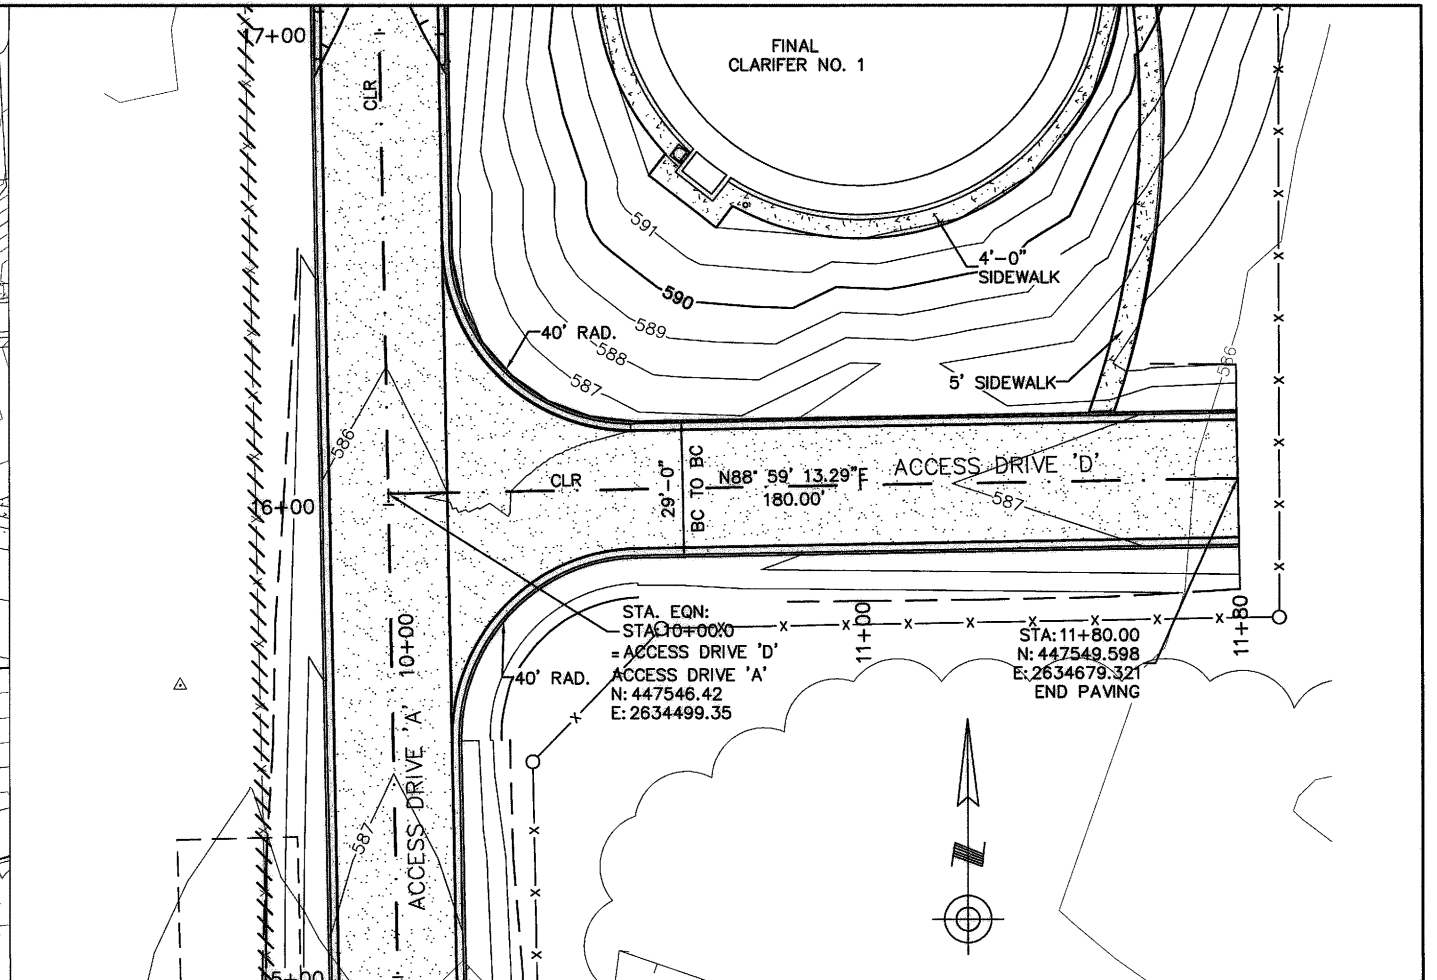 17+00
FINAL
CLARIFER NO. 1
CLR
591
4'-0"
SIDEWALK
590
589
40' RAD.
588
587
5' SIDEWALK
586
586
ACCESS DRIVE 'D'
CLR
29'-0"
BC TO BC
N88° 59' 13.29"E
180.00'
587
16+00
10+00
STA. EQN:
STA:10+00.0
= ACCESS DRIVE 'D'
ACCESS DRIVE 'A'
N: 447546.42
E: 2634499.35
40' RAD.
11+00
STA: 11+80.00
N: 447549.598
E: 2634679.321
END PAVING
11+80
ACCESS DRIVE 'A'
587
N
15+00